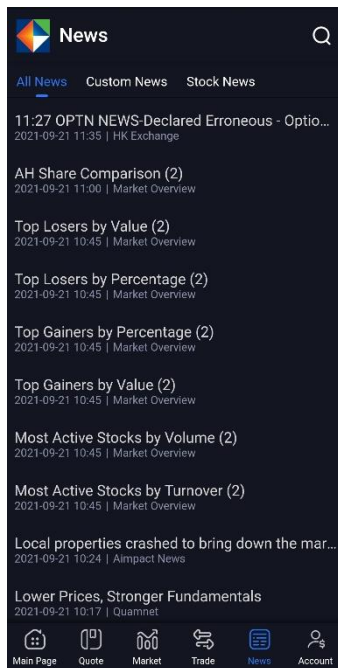 News
All News Custom News Stock News
11:27 OPTN NEWS-Declared Erroneous - Optio...
2021-09-21 11:35 | HK Exchange
AH Share Comparison (2)
2021-09-21 11:00 | Market Overview
Top Losers by Value (2)
2021-09-21 10:45 | Market Overview
Top Losers by Percentage (2)
2021-09-21 10:45 | Market Overview
Top Gainers by Percentage (2)
2021-09-21 10:45 | Market Overview
Top Gainers by Value (2)
2021-09-21 10:45 | Market Overview
Most Active Stocks by Volume (2)
2021-09-21 10:45 | Market Overview
Most Active Stocks by Turnover (2)
2021-09-21 10:45 | Market Overview
Local properties crashed to bring down the mar...
2021-09-21 10:24 | Aimpact News
Lower Prices, Stronger Fundamentals
2021-09-21 10:17 | Quamnet
Main Page Quote Market Trade News Account